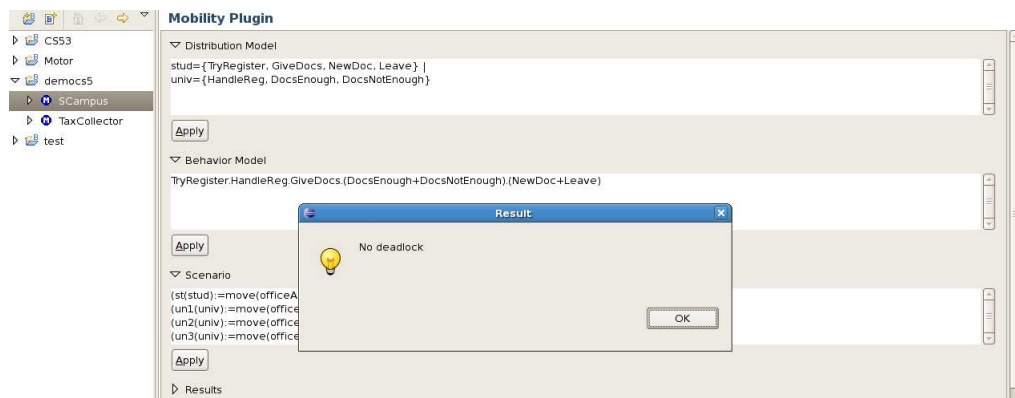 Mobility Plugin
CS53
Motor
democs5
SCampus
TaxCollector
test
Distribution Model
stud={TryRegister, GiveDocs, NewDoc, Leave} |
univ={HandleReg, DocsEnough, DocsNotEnough}
Apply
Behavior Model
TryRegister.HandleReg.GiveDocs.(DocsEnough+DocsNotEnough).(NewDoc+Leave)
Result
No deadlock
OK
Apply
Scenario
(st(stud):=move(officeA
(un1(univ):=move(office
(un2(univ):=move(office
(un3(univ):=move(office
Apply
Results